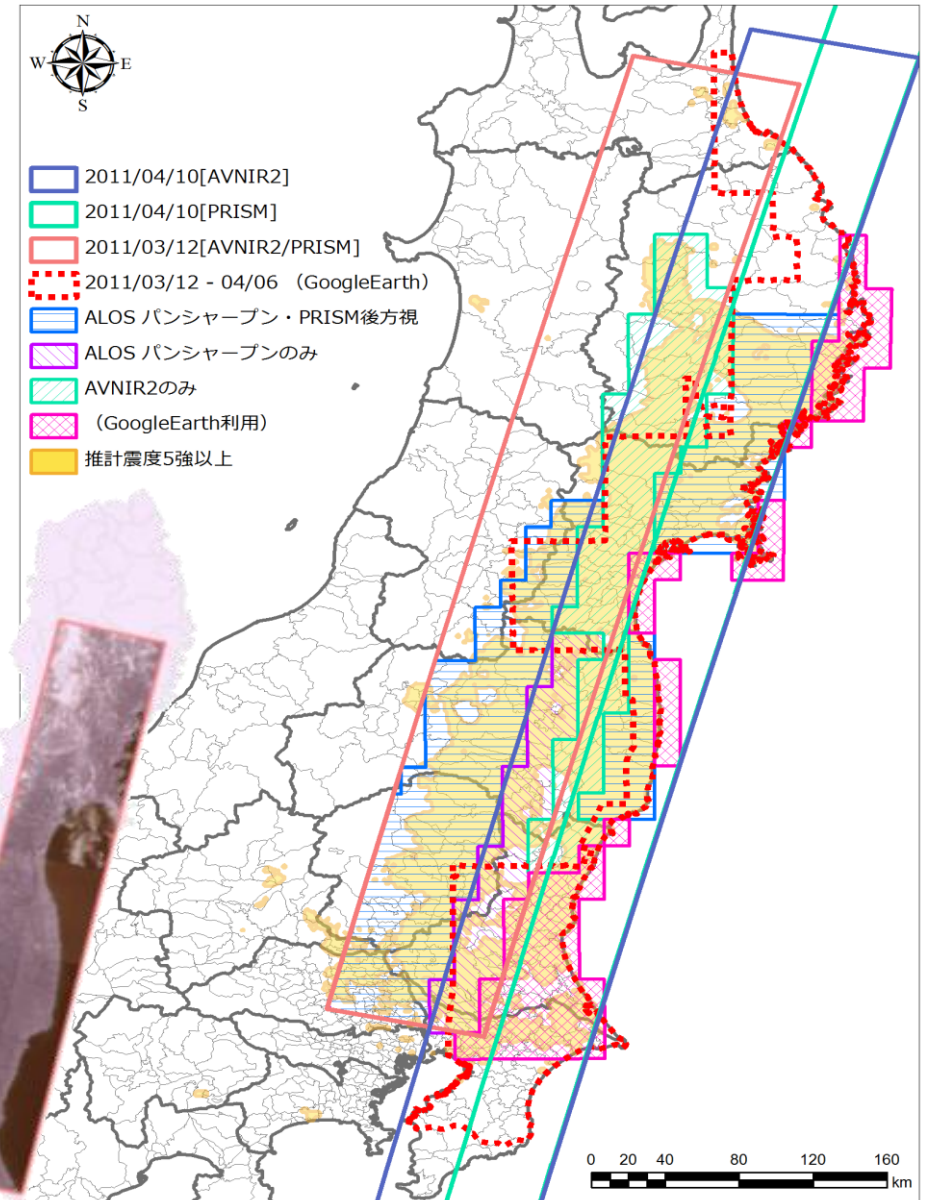 N
W E
S
2011/04/10[AVNIR2]
2011/04/10[PRISM]
2011/03/12[AVNIR2/PRISM]
2011/03/12 - 04/06 （GoogleEarth）
ALOS パンシャープン・PRISM後方視
ALOS パンシャープンのみ
AVNIR2のみ
（GoogleEarth利用）
推計震度5強以上
0 20 40 80 120 160
km